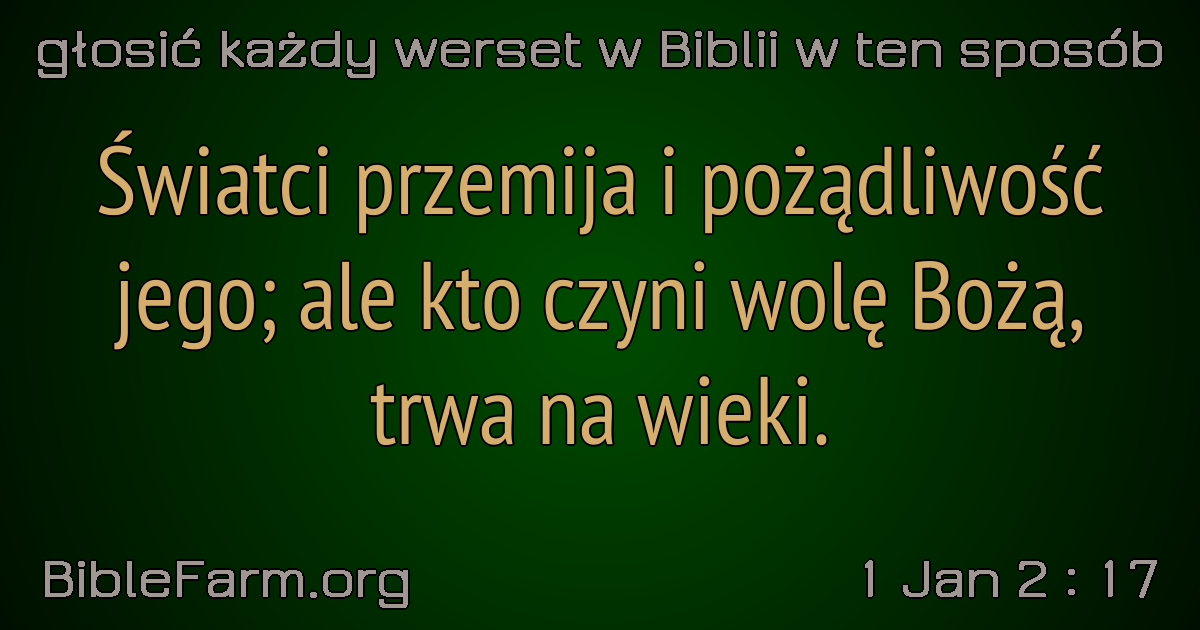 głosić każdy werset w Biblii w ten sposób
Światci przemija i pożądliwość
jego; ale kto czyni wolę Bożą,
trwa na wieki.
BibleFarm.org
1 Jan 2 : 17